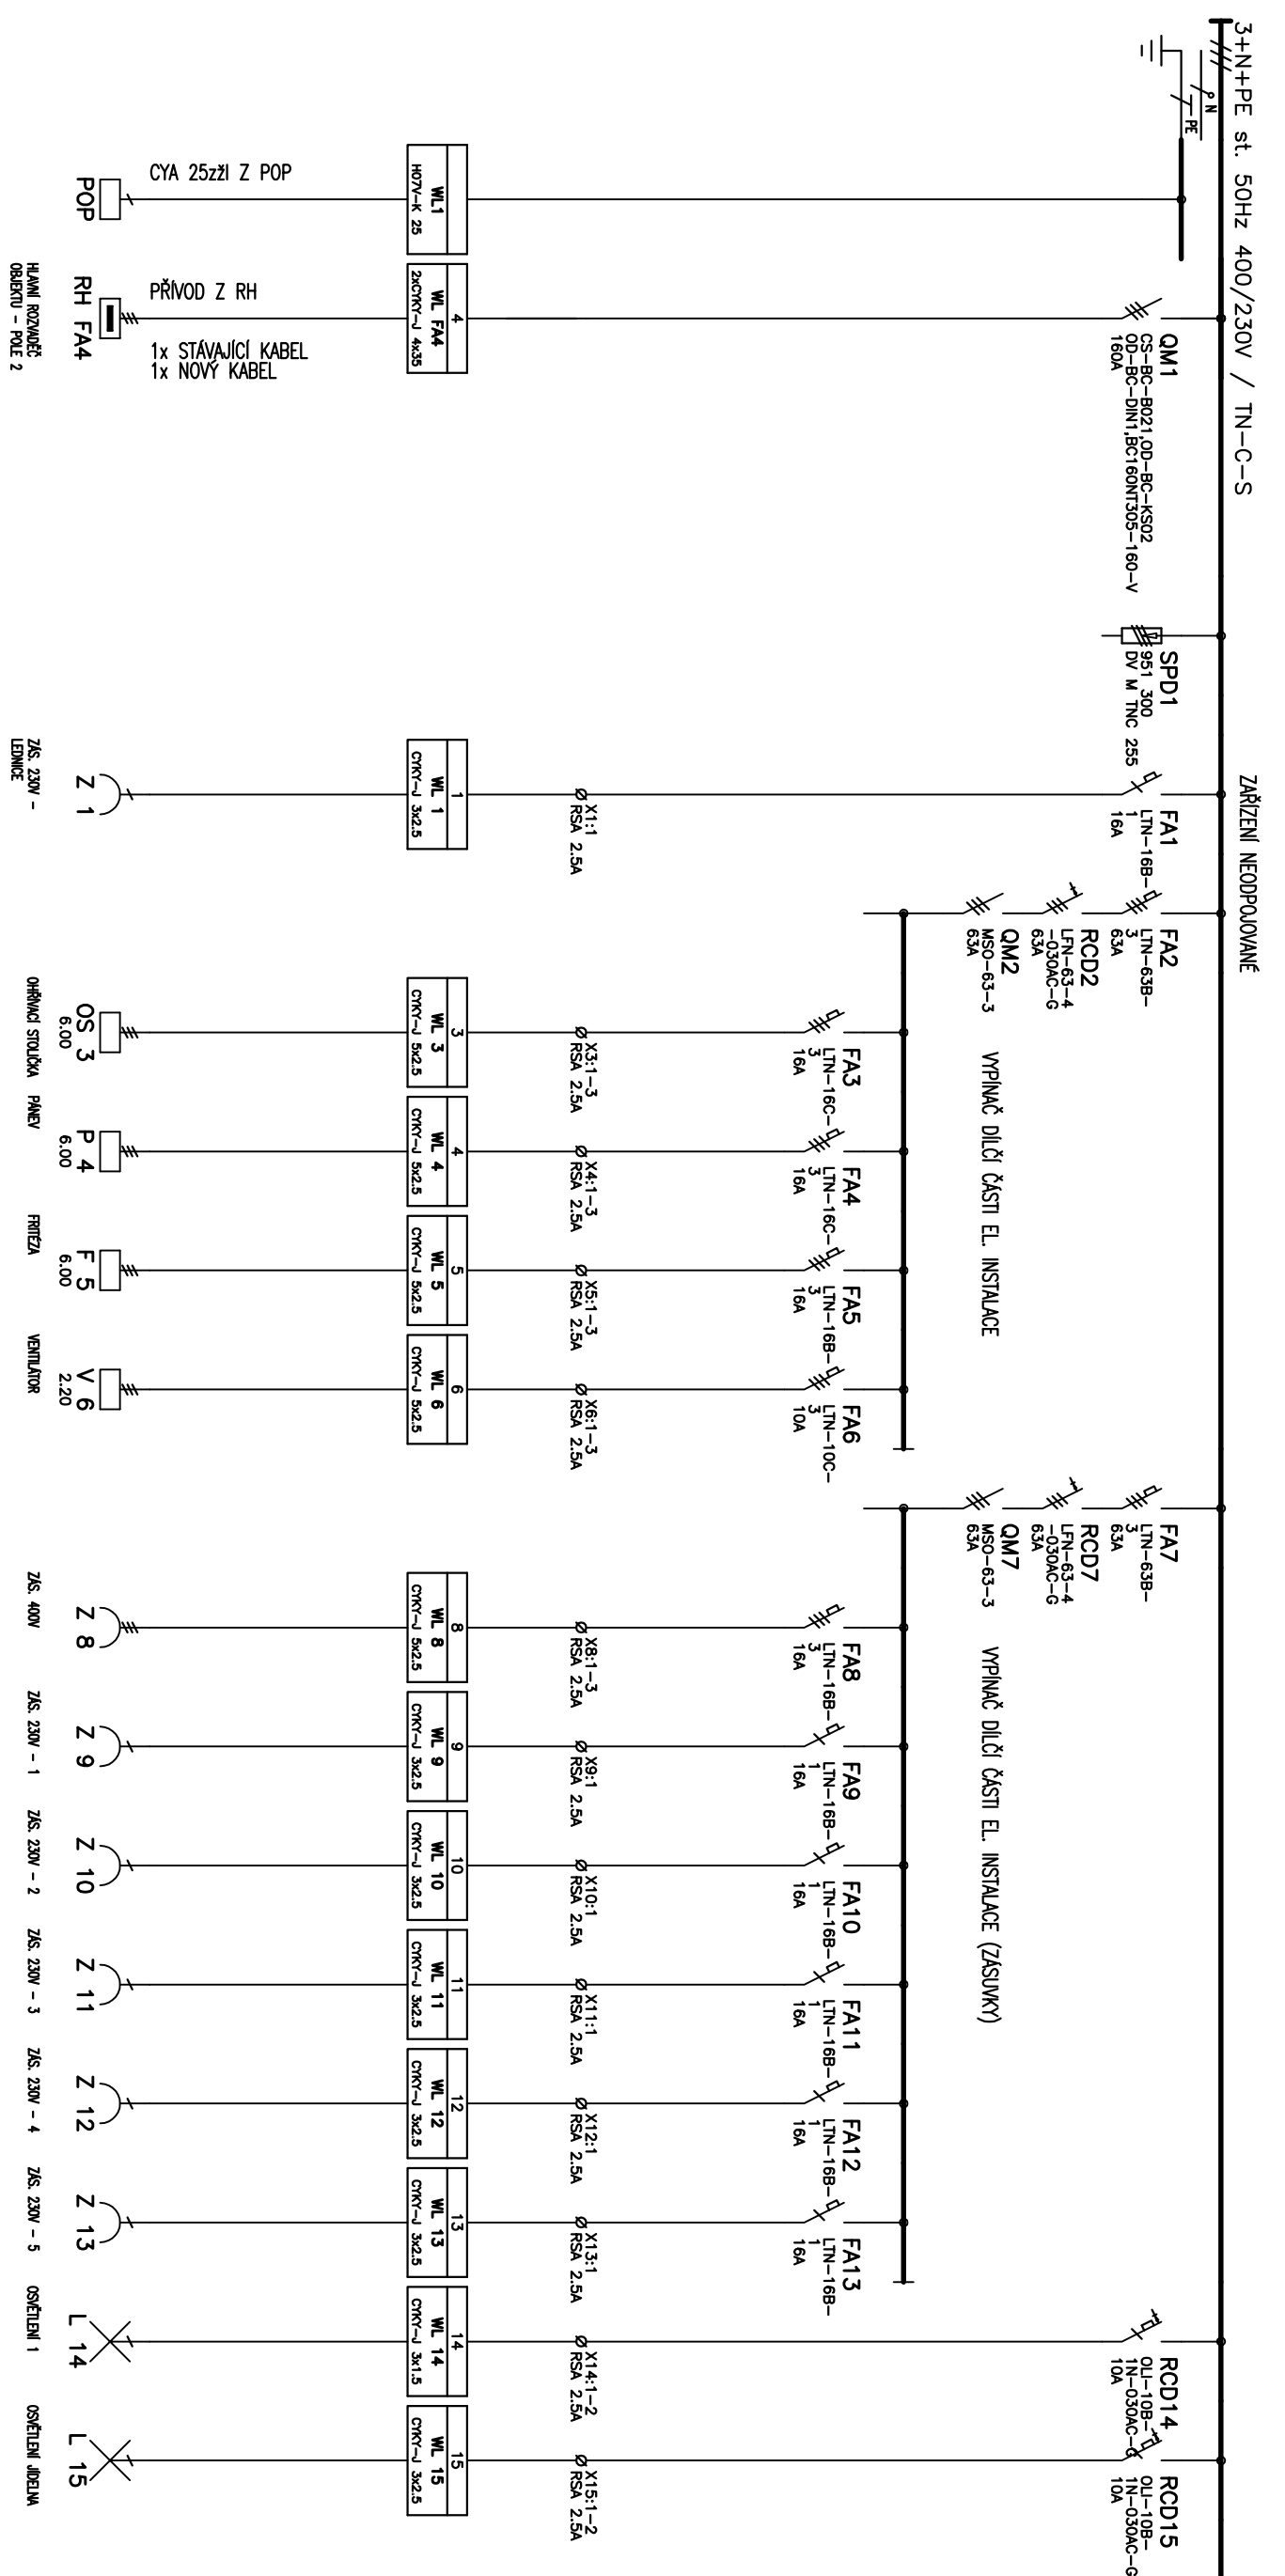 3+N+PE st. 50Hz 400/230V / TN-C-S
N
PE
ZAŘÍZENÍ NEODPOJOVANÉ
WL1
H07V-K 25
CYA 25zžl Z POP
POP
QM1
CS-BC-B021,OD-BC-KS02
OD-BC-DIN1,BC160NT305-160-V
160A
4
WL FA4
2xCYKY-J 4x35
PŘÍVOD Z RH
1x STÁVAJÍCÍ KABEL
1x NOVÝ KABEL
RH FA4
HLAVNÍ ROZVADĚČ
OBJEKTU - POLE 2
SPD1
951 300
DV M TNC 255
FA1
LTN-16B-
1
16A
X1:1
RSA 2.5A
1
WL 1
CYKY-J 3x2.5
Z 1
ZÁS. 230V -
LEDNICE
FA2
LTN-63B-
3
63A
RCD2
LFN-63-4
-030AC-G
63A
QM2
MSO-63-3
63A
VYPÍNAČ DÍLČÍ ČÁSTI EL. INSTALACE
FA3
LTN-16C-
3
16A
X3:1-3
RSA 2.5A
3
WL 3
CYKY-J 5x2.5
OS 3
6.00
OHŘÍVACÍ STOLIČKA
FA4
LTN-16C-
3
16A
X4:1-3
RSA 2.5A
4
WL 4
CYKY-J 5x2.5
P 4
6.00
PÁNEV
FA5
LTN-16B-
3
16A
X5:1-3
RSA 2.5A
5
WL 5
CYKY-J 5x2.5
F 5
6.00
FRITÉZA
FA6
LTN-10C-
3
10A
X6:1-3
RSA 2.5A
6
WL 6
CYKY-J 5x2.5
V 6
2.20
VENTILÁTOR
FA7
LTN-63B-
3
63A
RCD7
LFN-63-4
-030AC-G
63A
QM7
MSO-63-3
63A
VYPÍNAČ DÍLČÍ ČÁSTI EL. INSTALACE (ZÁSUVKY)
FA8
LTN-16B-
3
16A
X8:1-3
RSA 2.5A
8
WL 8
CYKY-J 5x2.5
Z 8
ZÁS. 400V
FA9
LTN-16B-
1
16A
X9:1
RSA 2.5A
9
WL 9
CYKY-J 3x2.5
Z 9
ZÁS. 230V - 1
FA10
LTN-16B-
1
16A
X10:1
RSA 2.5A
10
WL 10
CYKY-J 3x2.5
Z 10
ZÁS. 230V - 2
FA11
LTN-16B-
1
16A
X11:1
RSA 2.5A
11
WL 11
CYKY-J 3x2.5
Z 11
ZÁS. 230V - 3
FA12
LTN-16B-
1
16A
X12:1
RSA 2.5A
12
WL 12
CYKY-J 3x2.5
Z 12
ZÁS. 230V - 4
FA13
LTN-16B-
1
16A
X13:1
RSA 2.5A
13
WL 13
CYKY-J 3x2.5
Z 13
ZÁS. 230V - 5
RCD14
OLI-10B-
1N-030AC-G
10A
X14:1-2
RSA 2.5A
14
WL 14
CYKY-J 3x1.5
L 14
OSVĚTLENÍ 1
RCD15
OLI-10B-
1N-030AC-G
10A
X15:1-2
RSA 2.5A
15
WL 15
CYKY-J 3x2.5
L 15
OSVĚTLENÍ JÍDELNA